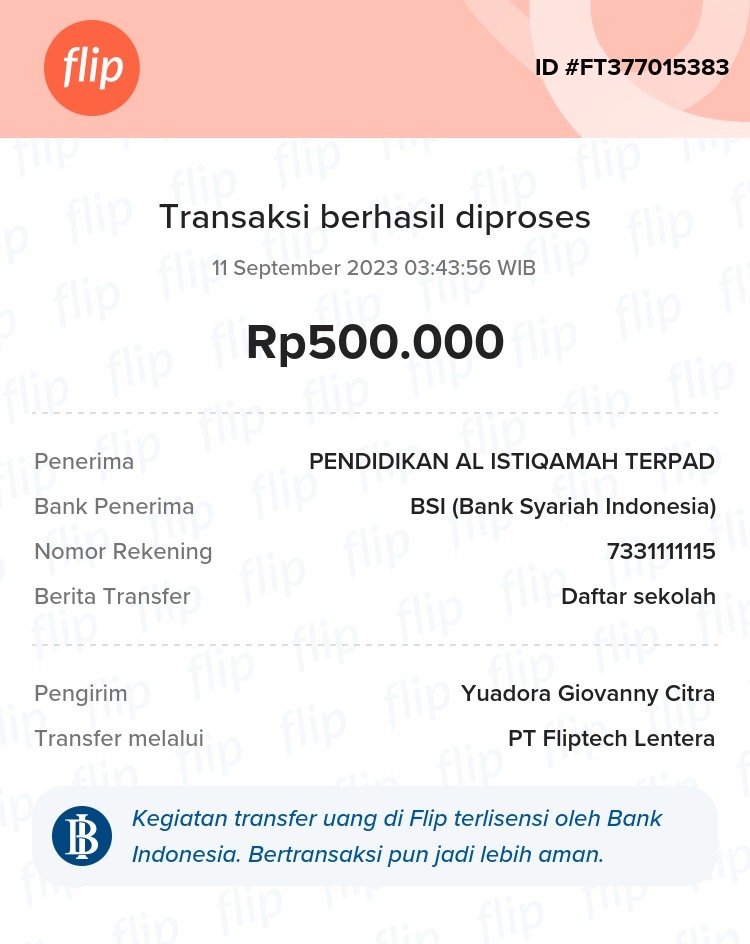 flip
ID #FT377015383
Transaksi berhasil diproses
11 September 2023 03:43:56 WIB
Rp500.000
Penerima PENDIDIKAN AL ISTIQAMAH TERPAD
Bank Penerima BSI (Bank Syariah Indonesia)
Nomor Rekening 7331111115
Berita Transfer Daftar sekolah
Pengirim Yuadora Giovanny Citra
Transfer melalui PT Fliptech Lentera
Kegiatan transfer uang di Flip terlisensi oleh Bank
Indonesia. Bertransaksi pun jadi lebih aman.